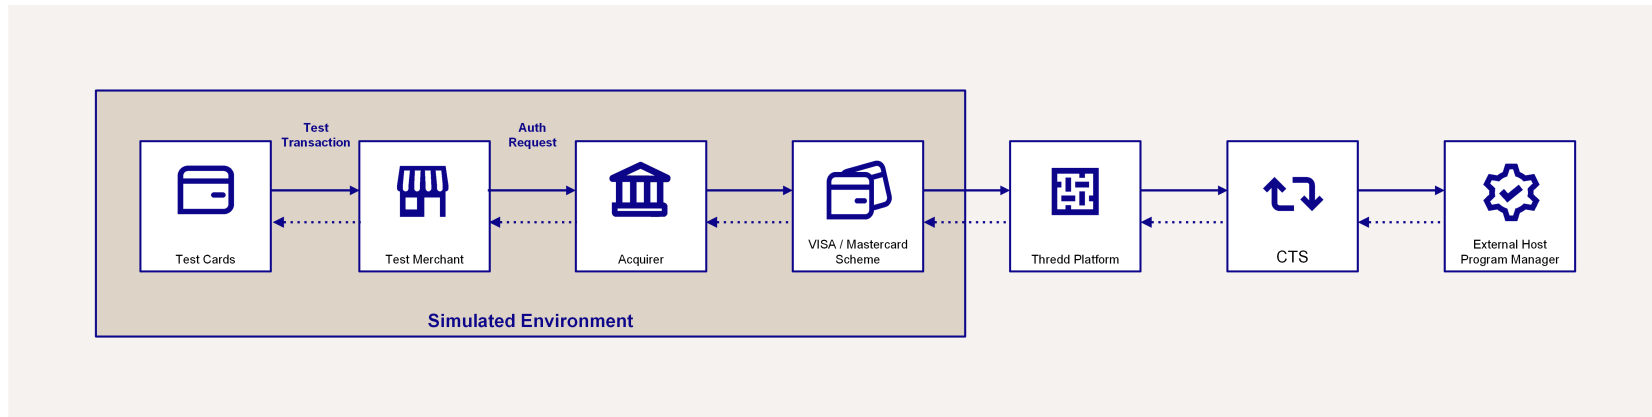 Test
Transaction
Auth
Request
Test Cards
Test Merchant
Acquirer
VISA / Mastercard
Scheme
Thredd Platform
CTS
External Host
Program Manager
Simulated Environment